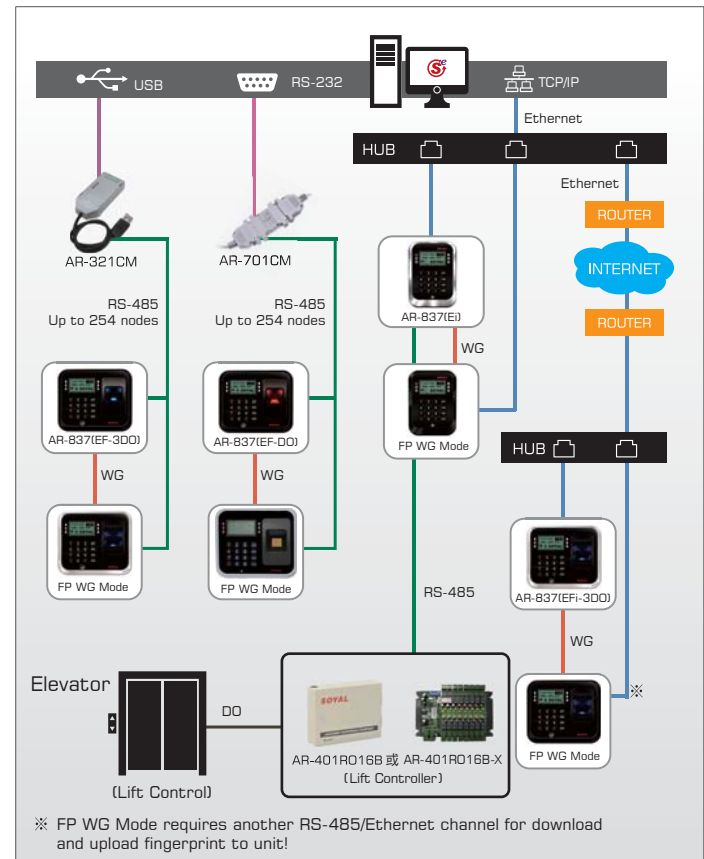 USB
RS-232
Se
TCP/IP
Ethernet
HUB
Ethernet
ROUTER
INTERNET
ROUTER
AR-321CM
AR-701CM
RS-485
Up to 254 nodes
RS-485
Up to 254 nodes
AR-837(Ei)
WG
AR-837(EF-3DO)
AR-837(EF-DO)
FP WG Mode
HUB
WG
WG
FP WG Mode
FP WG Mode
RS-485
AR-837(EFi-3DO)
WG
Elevator
DO
SOYAL
※
AR-401RO16B 或 AR-401RO16B-X
(Lift Controller)
FP WG Mode
(Lift Control)
※ FP WG Mode requires another RS-485/Ethernet channel for download
and upload fingerprint to unit!